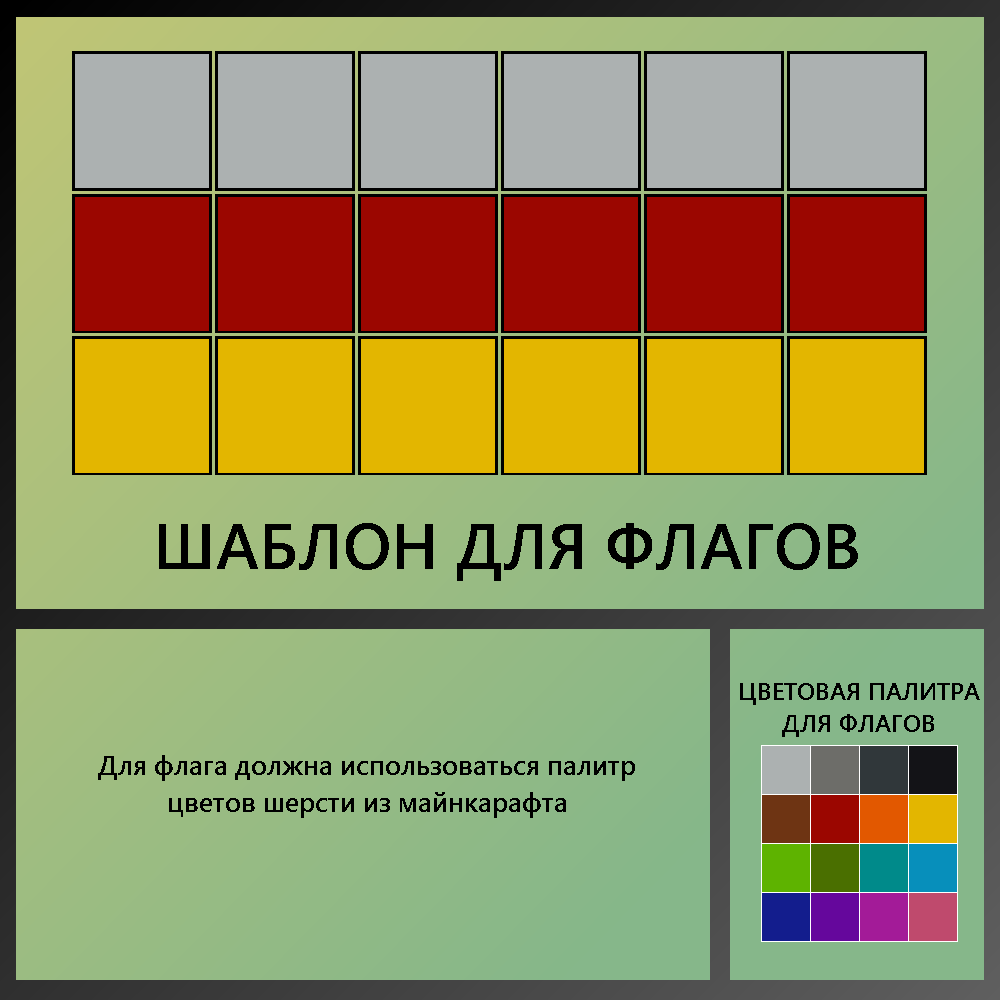 ШАБЛОН ДЛЯ ФЛАГОВ
Для флага должна использоваться палитр
цветов шерсти из майнкарафта
ЦВЕТОВАЯ ПАЛИТРА
ДЛЯ ФЛАГОВ